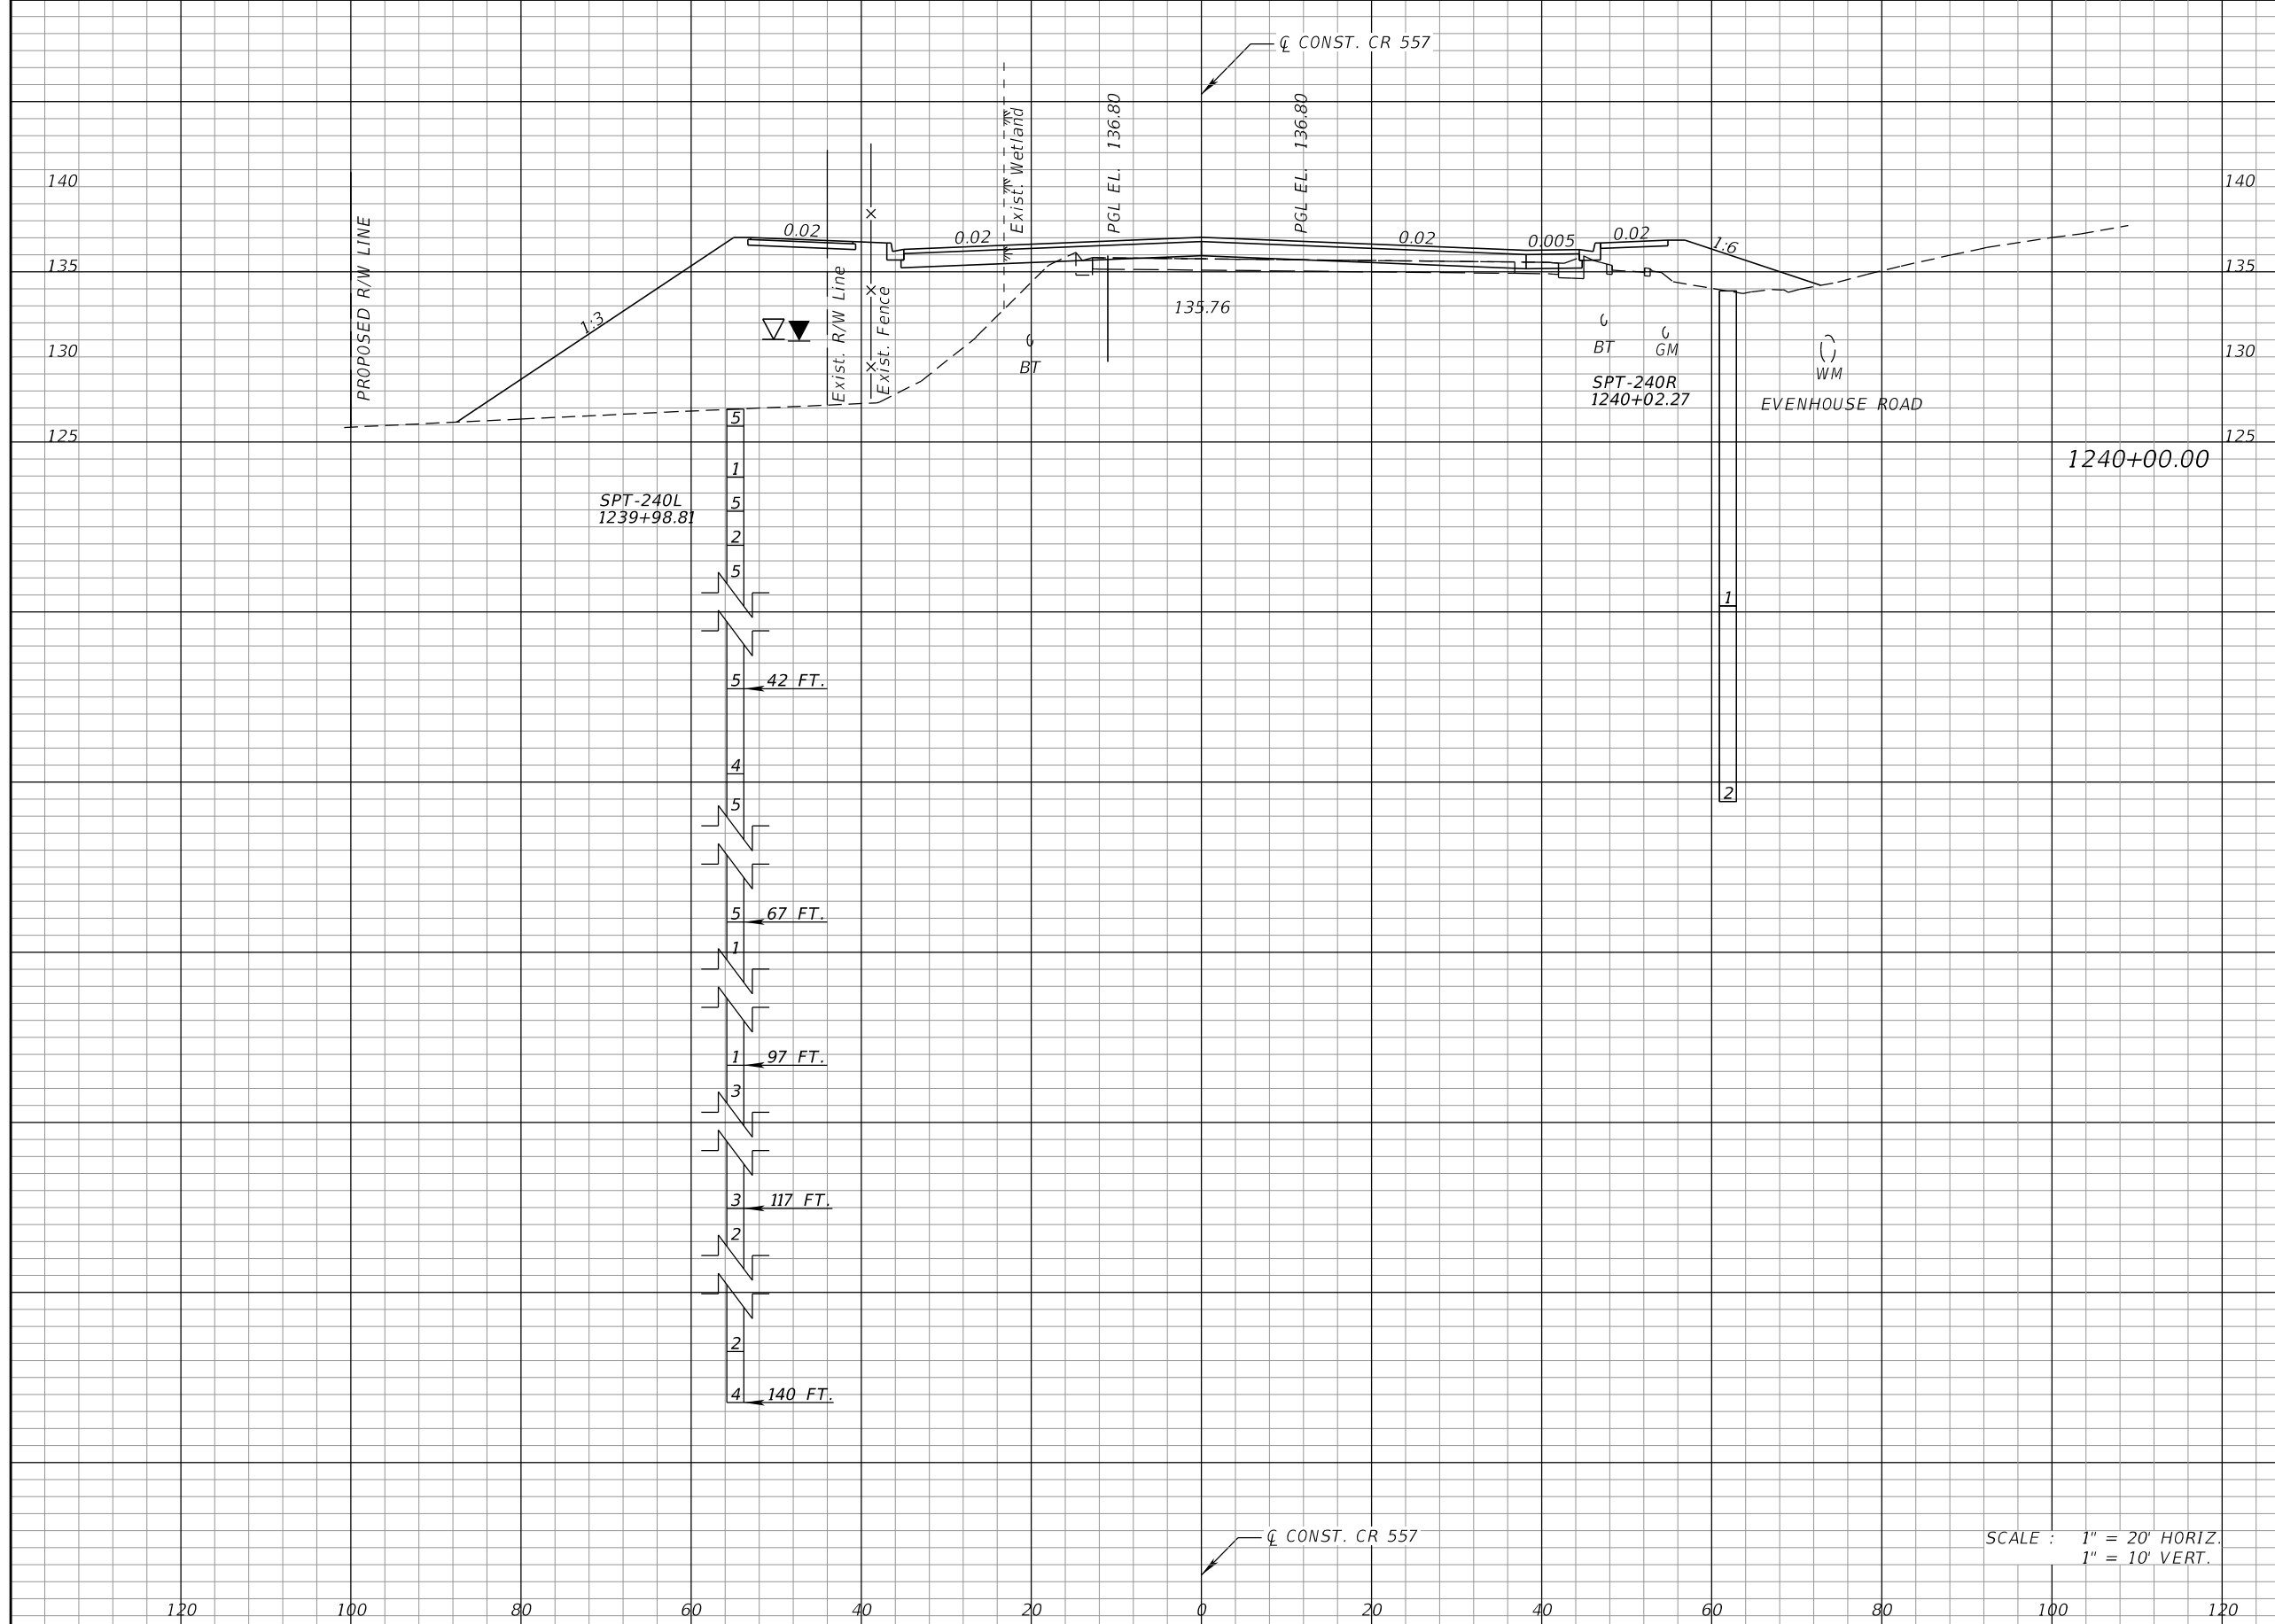 ℄ CONST. CR 557
Exist. Wetland
PGL EL. 136.80
PGL EL. 136.80
140
140
PROPOSED R/W LINE
0.02
0.02
0.02
0.005
0.02
1:6
135
135
1:3
Exist. R/W Line
Exist. Fence
135.76
130
130
BT
BT
GM
WM
SPT-240R
1240+02.27
EVENHOUSE ROAD
125
125
1240+00.00
5
1
SPT-240L
1239+98.81
5
2
5
1
5 42 FT.
4
2
5
5 67 FT.
1
1 97 FT.
3
3 117 FT.
2
2
4 140 FT.
℄ CONST. CR 557
SCALE : 1" = 20' HORIZ.
1" = 10' VERT.
120 100 80 60 40 20 0 20 40 60 80 100 120